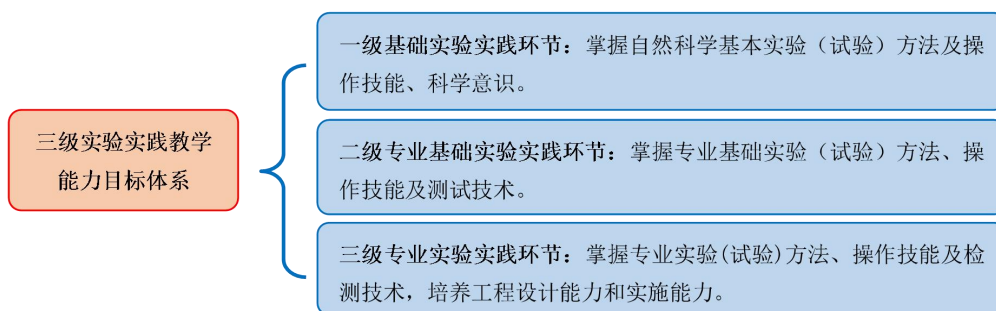 三级实验实践教学
能力目标体系
一级基础实验实践环节：掌握自然科学基本实验（试验）方法及操
作技能、科学意识。
二级专业基础实验实践环节：掌握专业基础实验（试验）方法、操
作技能及测试技术。
三级专业实验实践环节：掌握专业实验(试验)方法、操作技能及检
测技术，培养工程设计能力和实施能力。